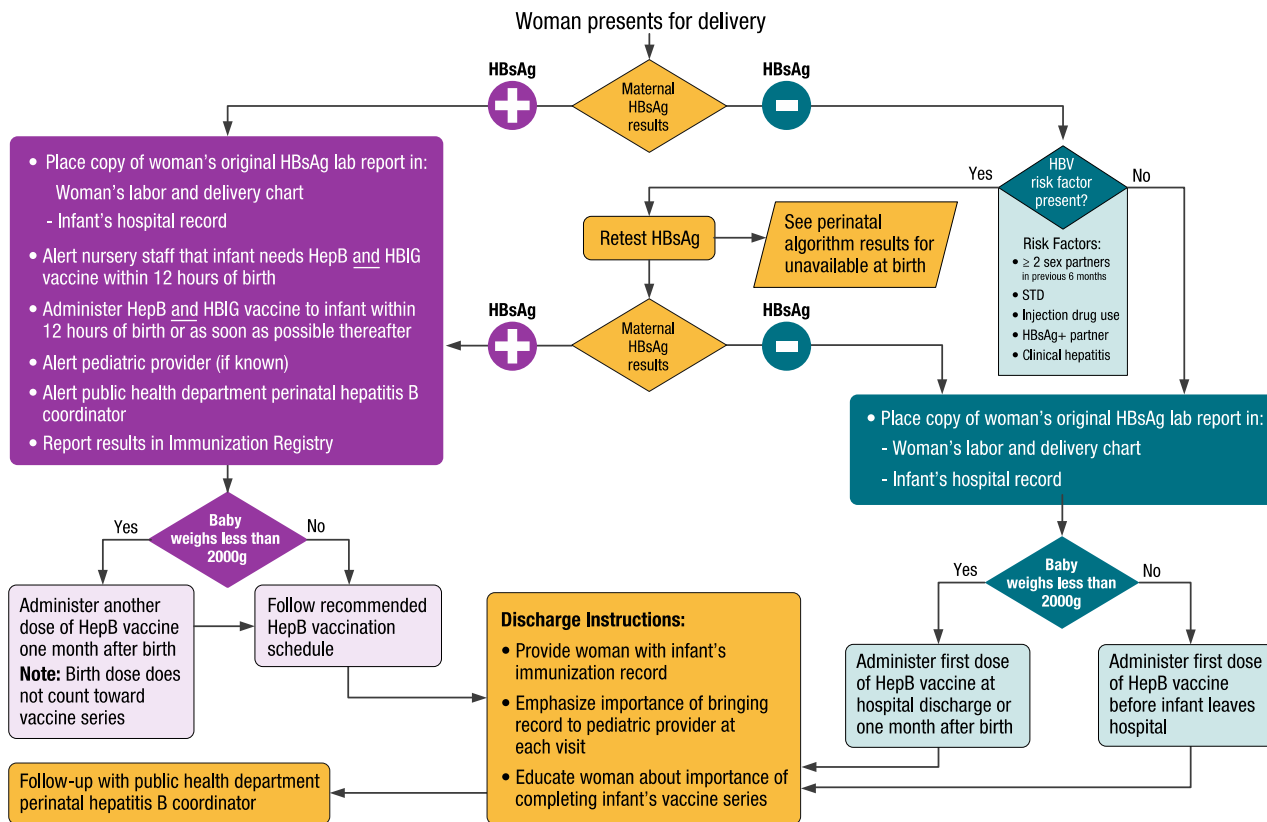 Woman presents for delivery
HBsAg
HBsAg
Maternal
HBsAg
results
• Place copy of woman's original HBsAg lab report in:
Woman's labor and delivery chart
- Infant's hospital record
• Alert nursery staff that infant needs HepB and HBIG
vaccine within 12 hours of birth
• Administer HepB and HBIG vaccine to infant within
12 hours of birth or as soon as possible thereafter
• Alert pediatric provider (if known)
• Alert public health department perinatal hepatitis B
coordinator
• Report results in Immunization Registry
Yes
HBV
risk factor
present?
No
Retest HBsAg
See perinatal
algorithm results for
unavailable at birth
Risk Factors:
• ≥ 2 sex partners
in previous 6 months
• STD
• Injection drug use
• HBsAg+ partner
• Clinical hepatitis
HBsAg
HBsAg
Maternal
HBsAg
results
• Place copy of woman's original HBsAg lab report in:
- Woman's labor and delivery chart
- Infant's hospital record
Yes
Baby
weighs less than
2000g
No
Administer another
dose of HepB vaccine
one month after birth
Note: Birth dose does
not count toward
vaccine series
Follow recommended
HepB vaccination
schedule
Yes
Baby
weighs less than
2000g
No
Administer first dose
of HepB vaccine at
hospital discharge or
one month after birth
Administer first dose
of HepB vaccine
before infant leaves
hospital
Discharge Instructions:
• Provide woman with infant's
immunization record
• Emphasize importance of bringing
record to pediatric provider at
each visit
• Educate woman about importance of
completing infant's vaccine series
Follow-up with public health department
perinatal hepatitis B coordinator